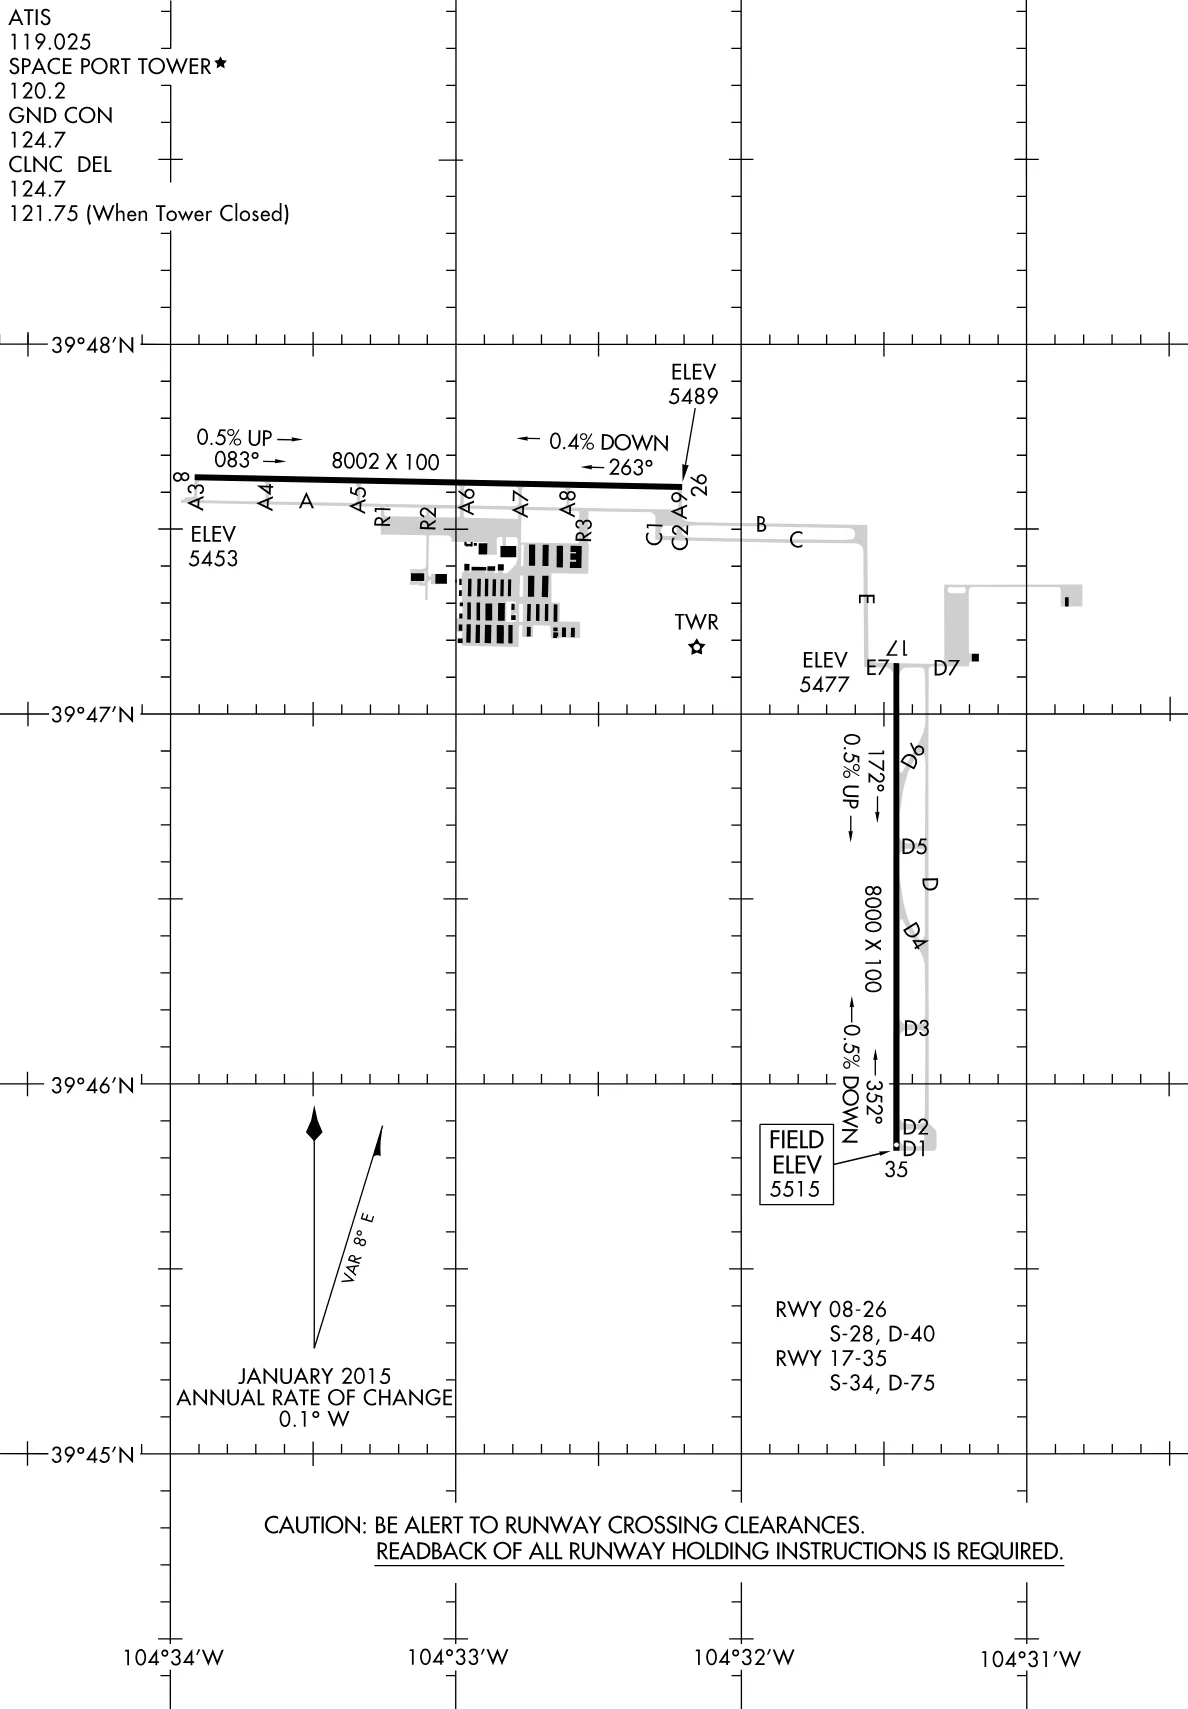 ATIS
119.025
SPACE PORT TOWER★
120.2
GND CON
124.7
CLNC DEL
124.7
121.75 (When Tower Closed)
39°48'N
ELEV
5489
0.5% UP
083°
8002 X 100
0.4% DOWN
263°
8
26
A3
A4
A
A5
A6
A7
A8
A9
R1
R2
R3
C1
C2
B
C
ELEV
5453
E
TWR
17
ELEV
5477
E7
D7
39°47'N
D6
172°
0.5% UP
D5
D
8000 X 100
D4
D3
0.5% DOWN
352°
39°46'N
D2
D1
35
FIELD
ELEV
5515
VAR 8° E
JANUARY 2015
ANNUAL RATE OF CHANGE
0.1° W
RWY 08-26
S-28, D-40
RWY 17-35
S-34, D-75
39°45'N
CAUTION: BE ALERT TO RUNWAY CROSSING CLEARANCES.
READBACK OF ALL RUNWAY HOLDING INSTRUCTIONS IS REQUIRED.
104°34'W
104°33'W
104°32'W
104°31'W